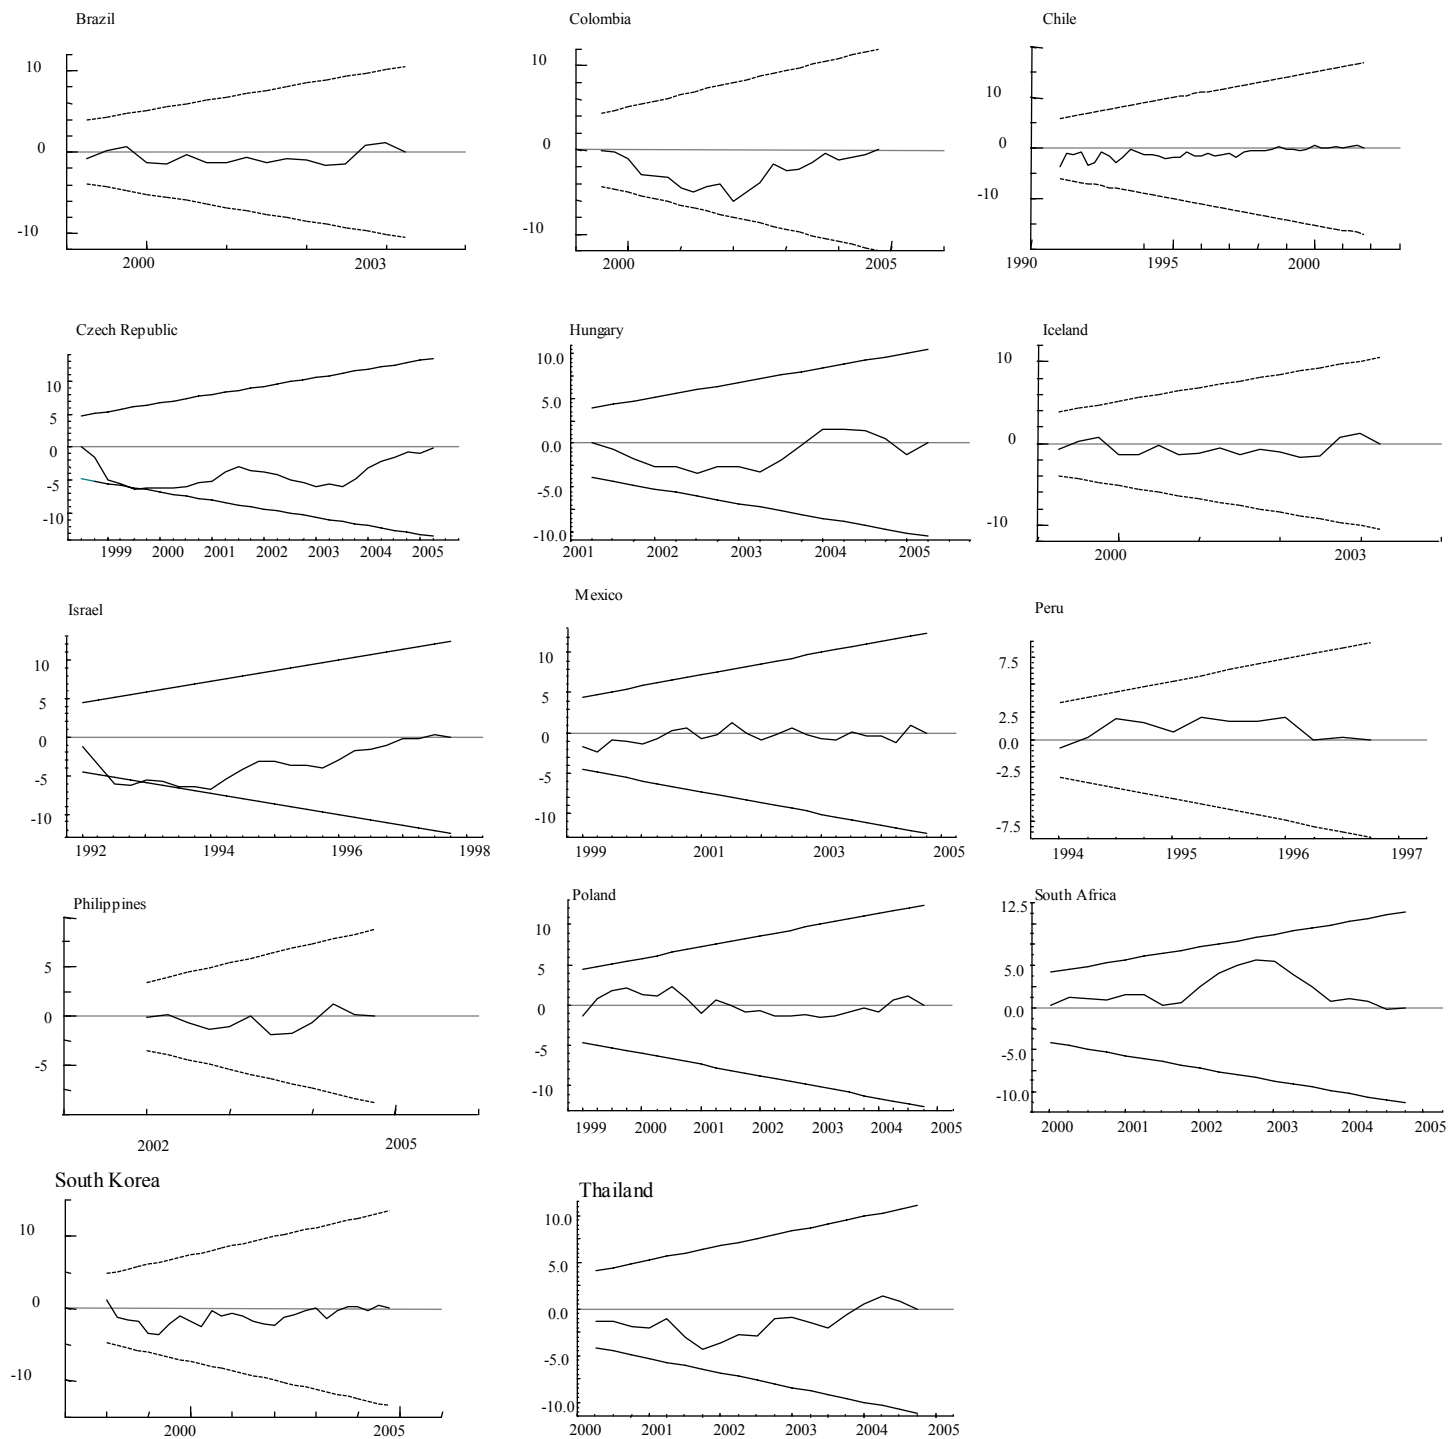 Brazil
10
0
-10
2000 2003
Colombia
10
0
-10
2000 2005
Chile
10
0
-10
1990 1995 2000
Czech Republic
10
5
0
-5
-10
1999 2000 2001 2002 2003 2004 2005
Hungary
10.0
5.0
0.0
-5.0
-10.0
2001 2002 2003 2004 2005
Iceland
10
0
-10
2000 2003
Israel
10
5
0
-5
-10
1992 1994 1996 1998
Mexico
10
5
0
-5
-10
1999 2001 2003 2005
Peru
7.5
2.5
0.0
-2.5
-7.5
1994 1995 1996 1997
Philippines
5
0
-5
2002 2005
Poland
10
5
0
-5
-10
1999 2000 2001 2002 2003 2004 2005
South Africa
12.5
5.0
0.0
-5.0
-10.0
2000 2001 2002 2003 2004 2005
South Korea
10
0
-10
2000 2005
Thailand
10.0
5.0
0.0
-5.0
-10.0
2000 2001 2002 2003 2004 2005